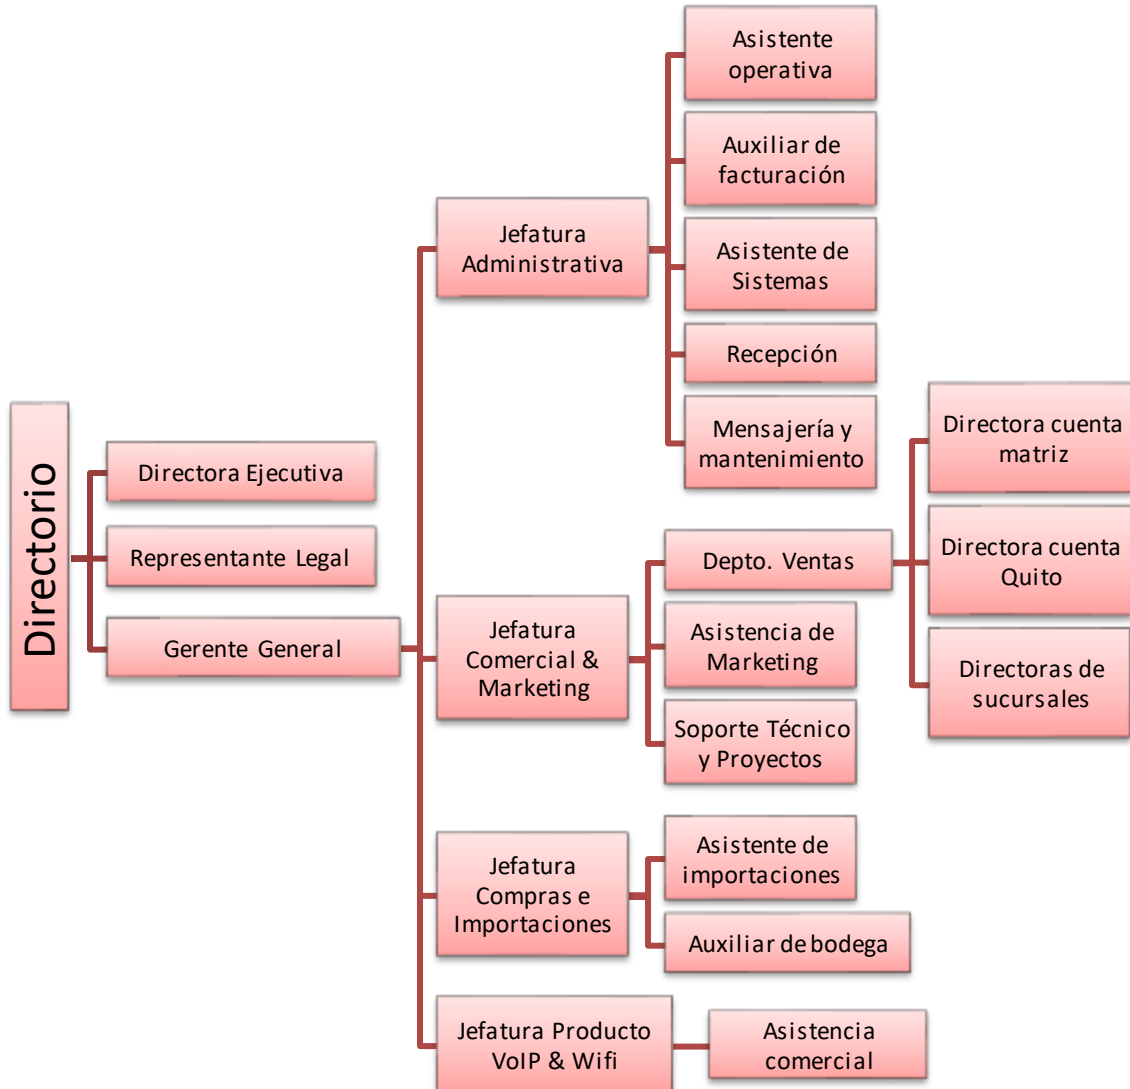 Directorio
Directora Ejecutiva
Representante Legal
Gerente General
Jefatura
Administrativa
Asistente
operativa
Auxiliar de
facturación
Asistente de
Sistemas
Recepción
Mensajería y
mantenimiento
Jefatura
Comercial &
Marketing
Depto. Ventas
Directora cuenta
matriz
Directora cuenta
Quito
Directoras de
sucursales
Asistencia de
Marketing
Soporte Técnico
y Proyectos
Jefatura
Compras e
Importaciones
Asistente de
importaciones
Auxiliar de bodega
Jefatura Producto
VoIP & Wifi
Asistencia
comercial